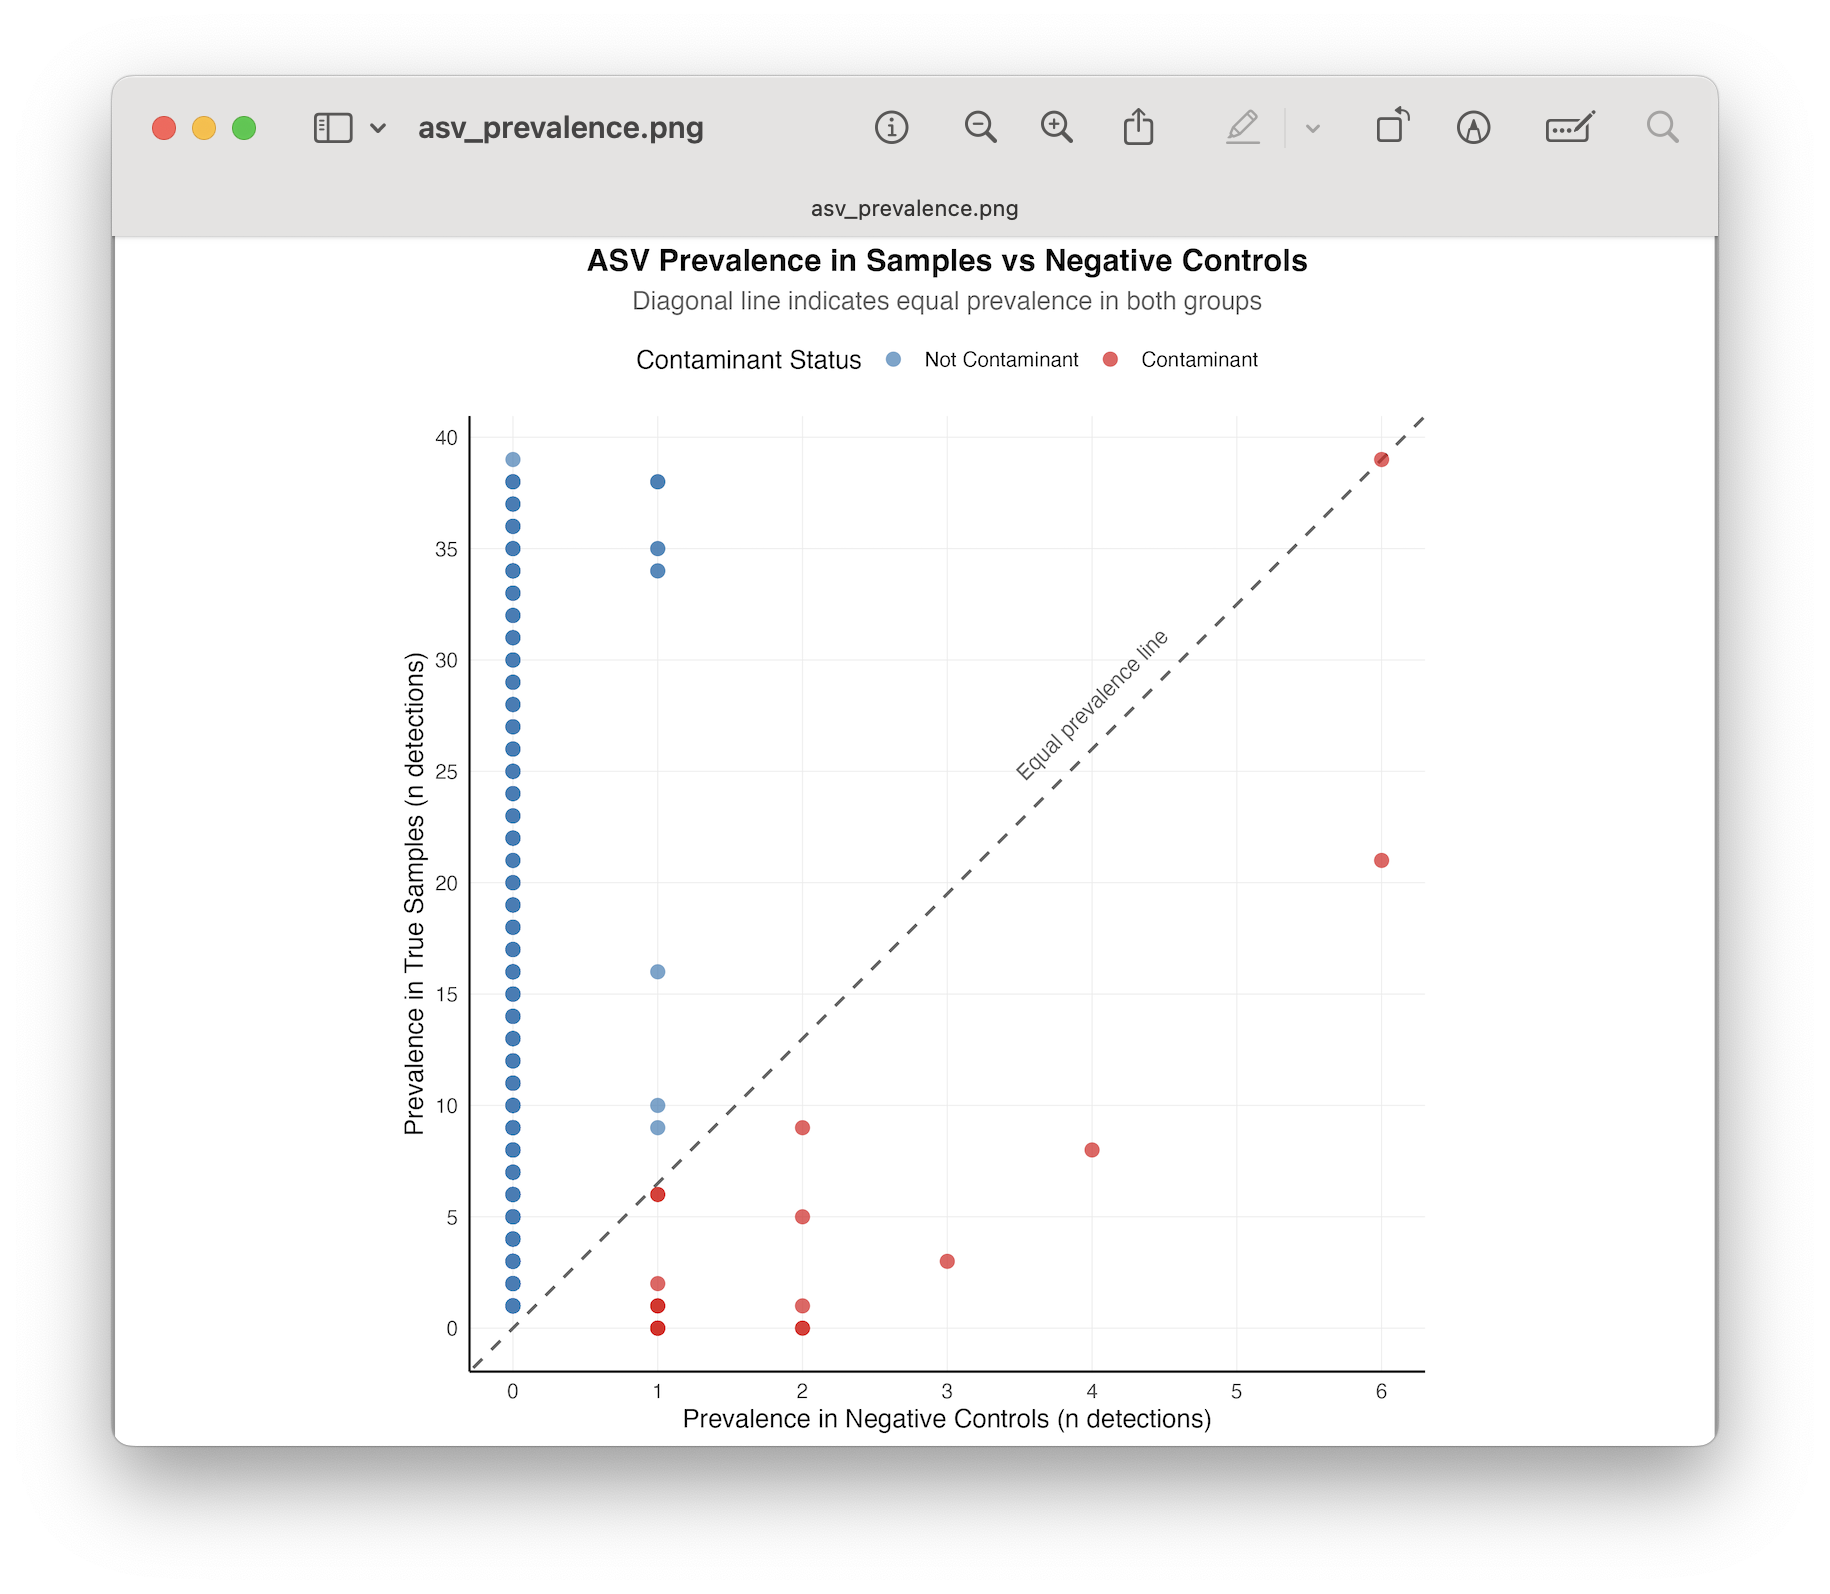 asv_prevalence.png
asv_prevalence.png
ASV Prevalence in Samples vs Negative Controls
Diagonal line indicates equal prevalence in both groups
Contaminant Status Not Contaminant Contaminant
Prevalence in True Samples (n detections)
40
35
30
25
20
15
10
5
0
Equal prevalence line
0 1 2 3 4 5 6
Prevalence in Negative Controls (n detections)